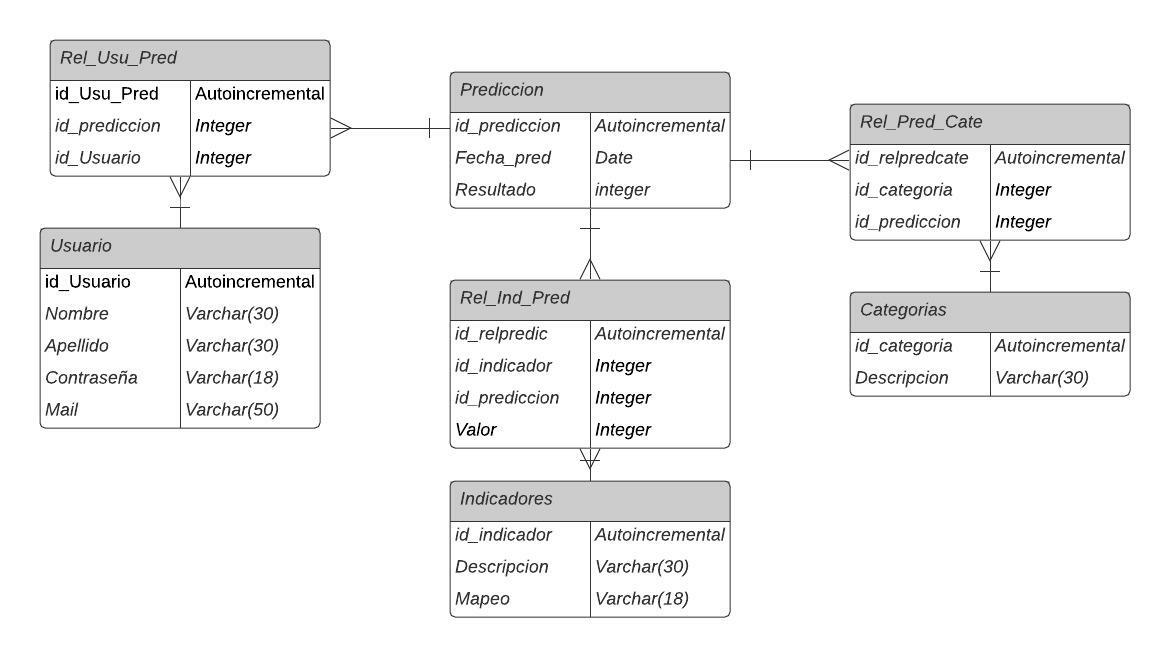 Rel_Usu_Pred
id_Usu_Pred Autoincremental
id_prediccion Integer
id_Usuario Integer
Usuario
id_Usuario Autoincremental
Nombre Varchar(30)
Apellido Varchar(30)
Contraseña Varchar(18)
Mail Varchar(50)
Prediccion
id_prediccion Autoincremental
Fecha_pred Date
Resultado integer
Rel_Ind_Pred
id_relpredic Autoincremental
id_indicador Integer
id_prediccion Integer
Valor Integer
Indicadores
id_indicador Autoincremental
Descripcion Varchar(30)
Mapeo Varchar(18)
Rel_Pred_Cate
id_relpredcate Autoincremental
id_categoria Integer
id_prediccion Integer
Categorias
id_categoria Autoincremental
Descripcion Varchar(30)